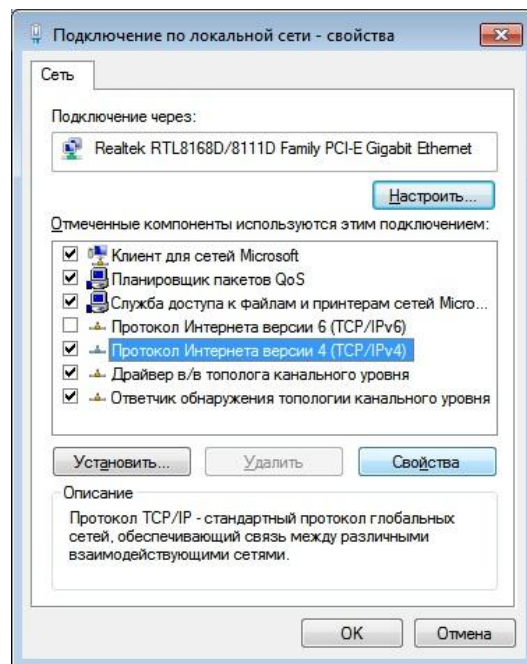 Подключение по локальной сети - свойства
Сеть
Подключение через:
Realtek RTL8168D/8111D Family PCI-E Gigabit Ethernet
Настроить...
Отмеченные компоненты используются этим подключением:
Клиент для сетей Microsoft
Планировщик пакетов QoS
Служба доступа к файлам и принтерам сетей Micro...
Протокол Интернета версии 6 (TCP/IPv6)
Протокол Интернета версии 4 (TCP/IPv4)
Драйвер в/в тополога канального уровня
Ответчик обнаружения топологии канального уровня
Установить...
Удалить
Свойства
Описание
Протокол TCP/IP - стандартный протокол глобальных
сетей, обеспечивающий связь между различными
взаимодействующими сетями.
OK
Отмена